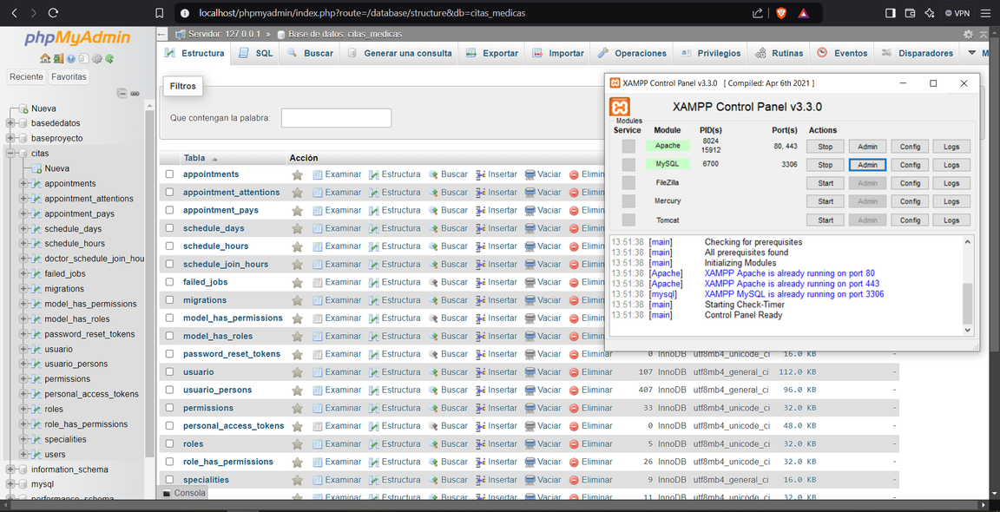 localhost/phpmyadmin/index.php?route=/database/structure&db=citas_medicas
VPN
phpMyAdmin
Reciente
Favoritas
Nueva
basededatos
baseproyecto
citas
Nueva
appointments
appointment_attentions
appointment_pays
schedule_days
schedule_hours
doctor_schedule_join_hou
failed_jobs
migrations
model_has_permissions
model_has_roles
password_reset_tokens
usuario
usuario_persons
permissions
personal_access_tokens
roles
role_has_permissions
specialities
users
information_schema
mysql
performance_schema
Servidor: 127.0.0.1 » Base de datos: citas_medicas
Estructura SQL Buscar Generar una consulta Exportar Importar Operaciones Privilegios Rutinas Eventos Disparadores M
Filtros
Que contengan la palabra:
Tabla Acción
appointments Examinar Estructura Buscar Insertar Vaciar Elimin
appointment_attentions Examinar Estructura Buscar Insertar Vaciar Elimin
appointment_pays Examinar Estructura Buscar Insertar Vaciar Elimin
schedule_days Examinar Estructura Buscar Insertar Vaciar Elimin
schedule_hours Examinar Estructura Buscar Insertar Vaciar Elimin
schedule_join_hours Examinar Estructura Buscar Insertar Vaciar Elimin
failed_jobs Examinar Estructura Buscar Insertar Vaciar Elimin
migrations Examinar Estructura Buscar Insertar Vaciar Elimin
model_has_permissions Examinar Estructura Buscar Insertar Vaciar Elimin
model_has_roles Examinar Estructura Buscar Insertar Vaciar Elimin
password_reset_tokens Examinar Estructura Buscar Insertar Vaciar Eliminar 0 InnoDB utf8mb4_unicode_ci 16.0 KB -
usuario Examinar Estructura Buscar Insertar Vaciar Eliminar 107 InnoDB utf8mb4_general_ci 112.0 KB -
usuario_persons Examinar Estructura Buscar Insertar Vaciar Eliminar 407 InnoDB utf8mb4_general_ci 96.0 KB -
permissions Examinar Estructura Buscar Insertar Vaciar Eliminar 33 InnoDB utf8mb4_unicode_ci 32.0 KB -
personal_access_tokens Examinar Estructura Buscar Insertar Vaciar Eliminar 0 InnoDB utf8mb4_unicode_ci 48.0 KB -
roles Examinar Estructura Buscar Insertar Vaciar Eliminar 5 InnoDB utf8mb4_unicode_ci 32.0 KB -
role_has_permissions Examinar Estructura Buscar Insertar Vaciar Eliminar 26 InnoDB utf8mb4_unicode_ci 32.0 KB -
specialities Examinar Estructura Buscar Insertar Vaciar Eliminar 9 InnoDB utf8mb4_general_ci 16.0 KB -
Examinar Estructura Buscar Insertar Vaciar Eliminar 11 InnoDB utf8mb4_unicode_ci 32.0 KB -
Consola
XAMPP Control Panel v3.3.0 [ Compiled: Apr 6th 2021 ]
XAMPP Control Panel v3.3.0
Modules
Service Module PID(s) Port(s) Actions
Apache 8024 15912 80, 443 Stop Admin Config Logs
MySQL 6700 3306 Stop Admin Config Logs
FileZilla Start Admin Config Logs
Mercury Start Admin Config Logs
Tomcat Start Admin Config Logs
13:51:38 [main] Checking for prerequisites
13:51:38 [main] All prerequisites found
13:51:38 [main] Initializing Modules
13:51:38 [Apache] XAMPP Apache is already running on port 80
13:51:38 [Apache] XAMPP Apache is already running on port 443
13:51:38 [mysql] XAMPP MySQL is already running on port 3306
13:51:38 [main] Starting Check-Timer
13:51:38 [main] Control Panel Ready